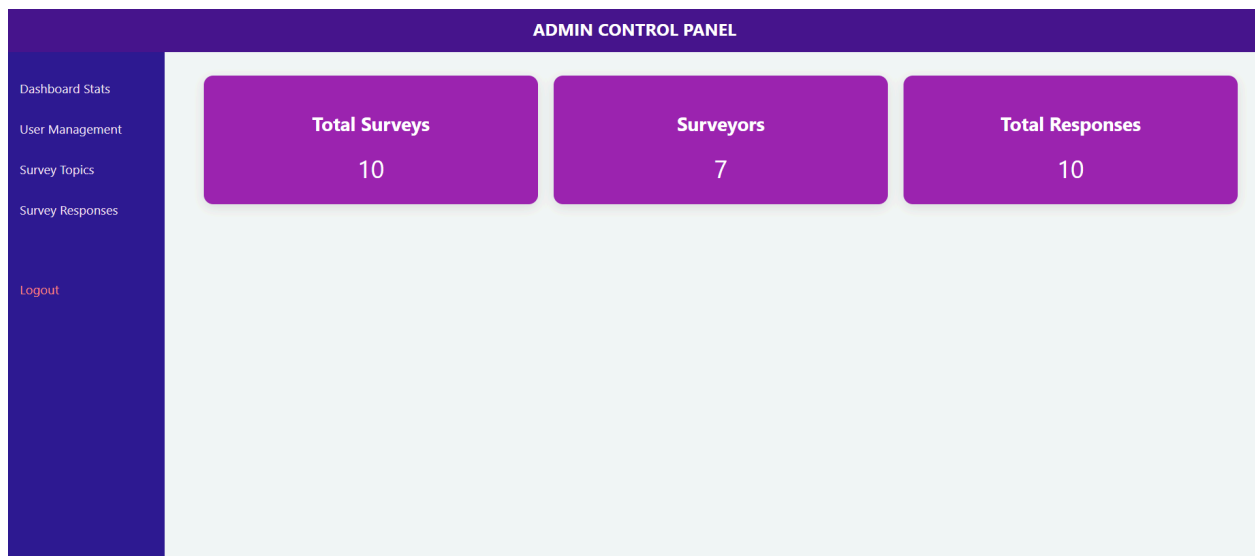 ADMIN CONTROL PANEL
Dashboard Stats
User Management
Survey Topics
Survey Responses
Logout
Total Surveys
10
Surveyors
7
Total Responses
10